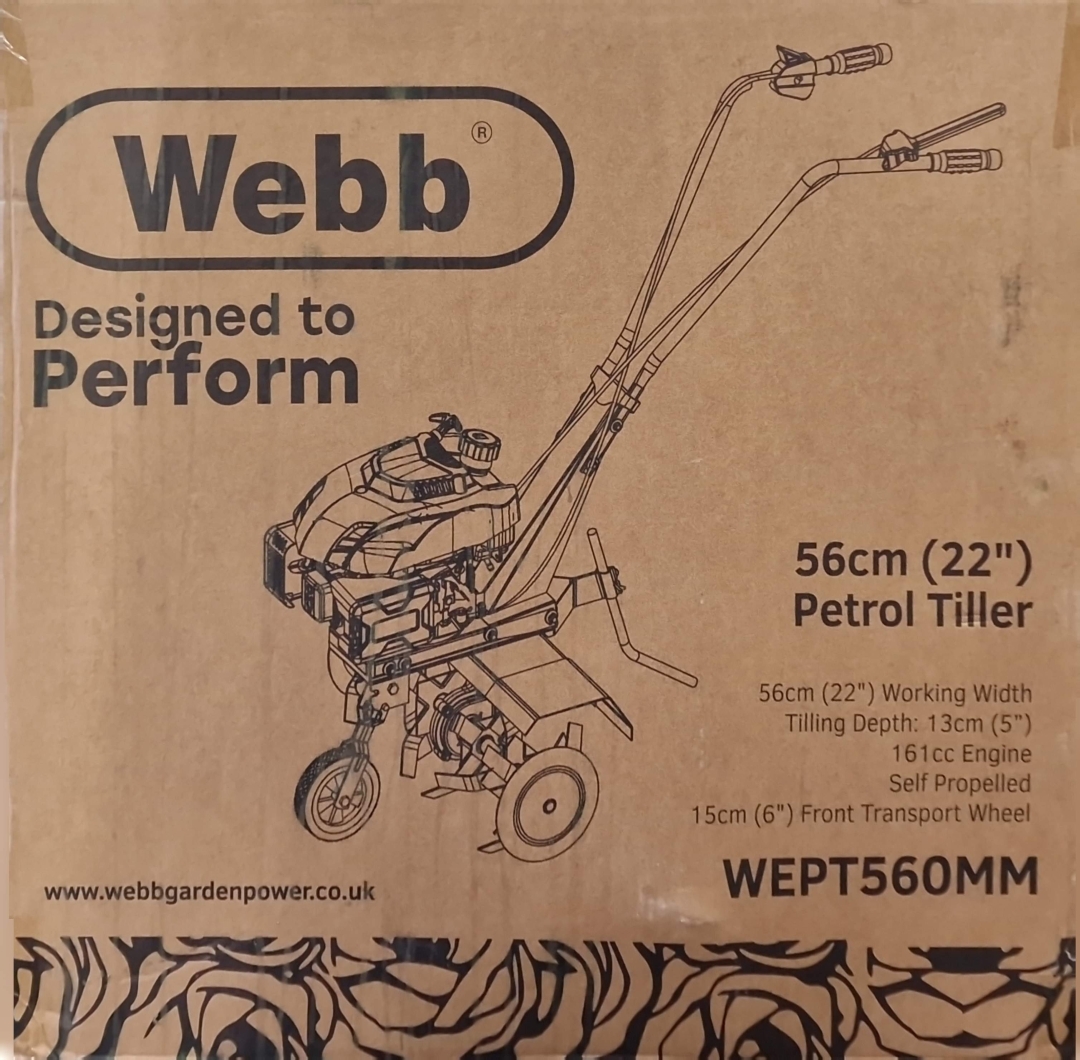 Webb®
Designed to
Perform
56cm (22")
Petrol Tiller
56cm (22") Working Width
Tilling Depth: 13cm (5")
161cc Engine
Self Propelled
15cm (6") Front Transport Wheel
WEPT560MM
www.webbgardenpower.co.uk